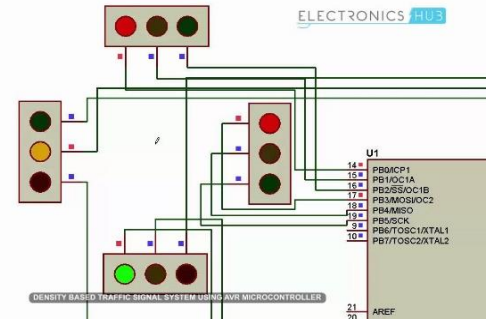 ELECTRONICS HUB
U1
14 PB0/ICP1
15 PB1/OC1A
16 PB2/SS/OC1B
17 PB3/MOSI/OC2
18 PB4/MISO
19 PB5/SCK
9 PB6/TOSC1/XTAL1
10 PB7/TOSC2/XTAL2
DENSITY BASED TRAFFIC SIGNAL SYSTEM USING AVR MICROCONTROLLER
21 AREF
20